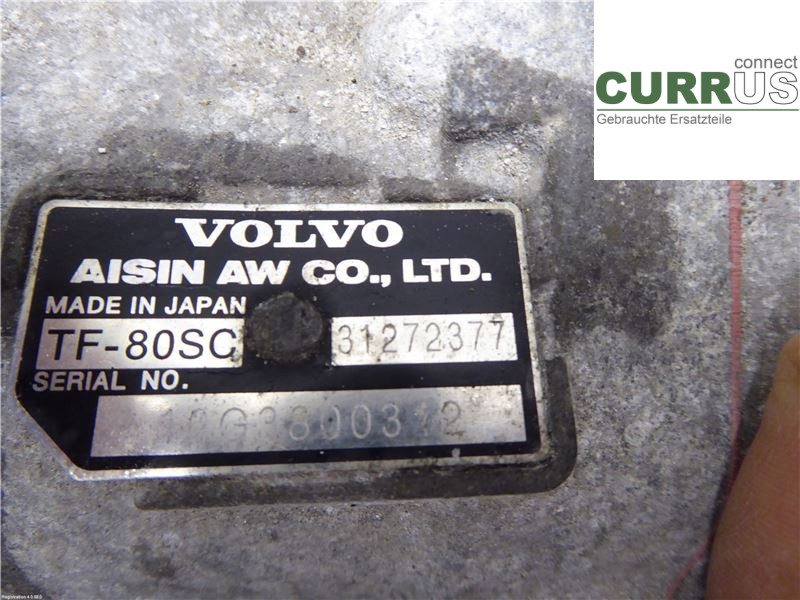 connect
CURRUS
Gebrauchte Ersatzteile
VOLVO
AISIN AW CO., LTD.
MADE IN JAPAN
TF-80SC 31272377
SERIAL NO.